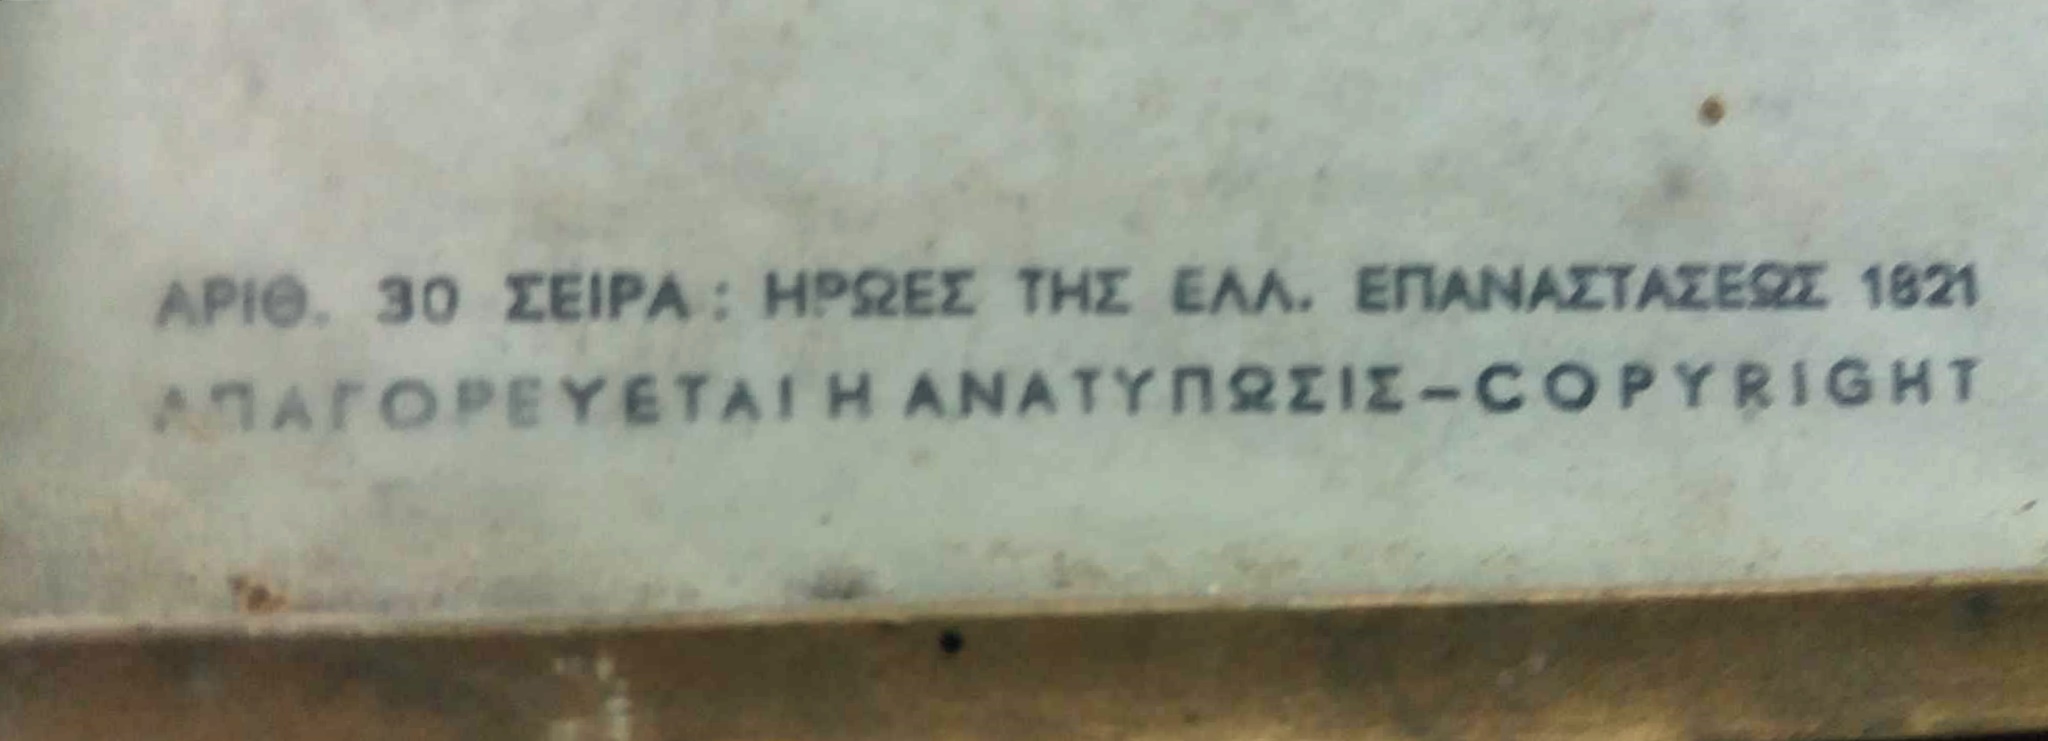 ΑΡΙΘ. 30 ΣΕΙΡΑ : ΗΡΩΕΣ ΤΗΣ ΕΛΛ. ΕΠΑΝΑΣΤΑΣΕΩΣ 1821
ΑΠΑΓΟΡΕΥΕΤΑΙ Η ΑΝΑΤΥΠΩΣΙΣ – COPYRIGHT